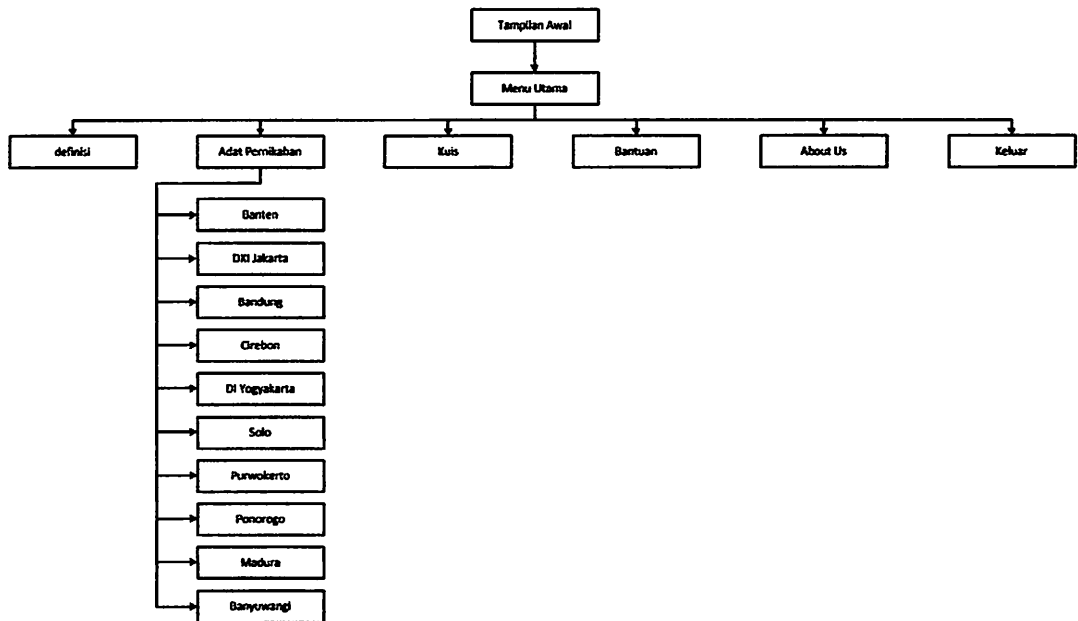 Tampilan Awal
Menu Utama
definisi
Adat Pernikahan
Kuis
Bantuan
About Us
Keluar
Banten
DKI Jakarta
Bandung
Cirebon
DI Yogyakarta
Solo
Purwokerto
Ponorogo
Madura
Banyuwangi